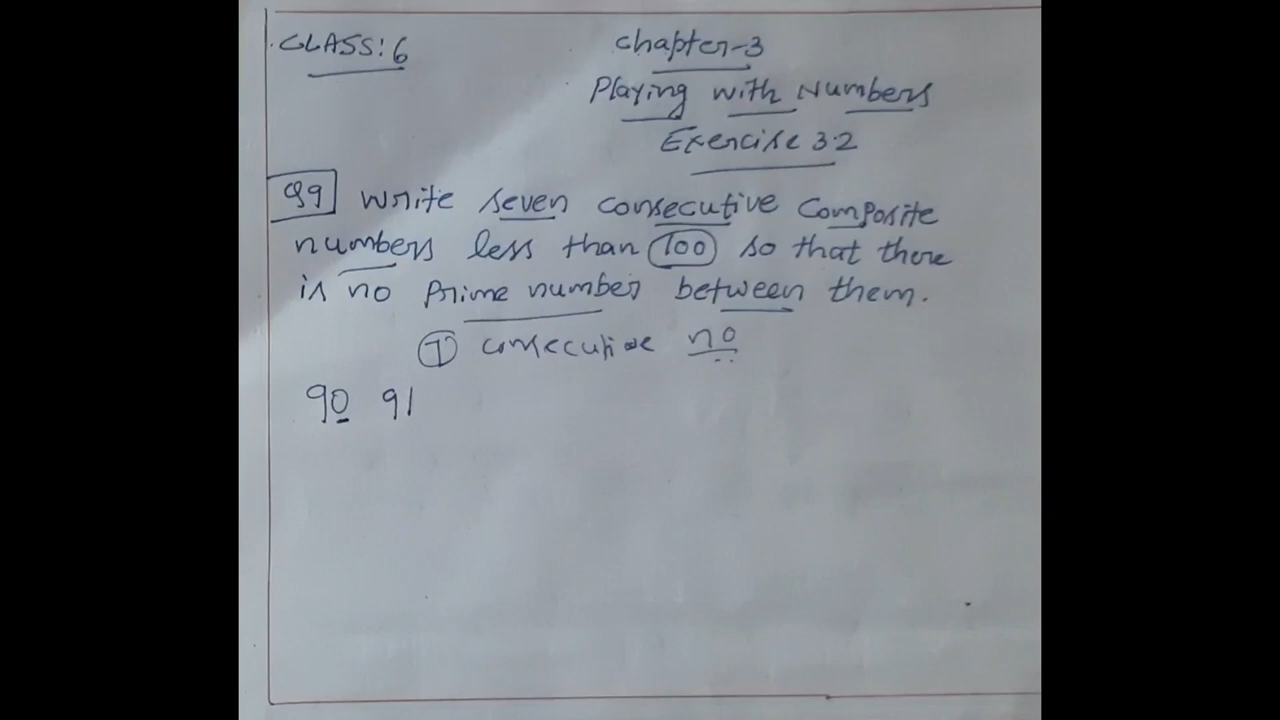 CLASS: 6
Chapter-3
Playing with Numbers
Exercise 3.2
Q9 Write seven consecutive composite
numbers less than 100 so that there
is no prime number between them.
7 consecutive no
90 91